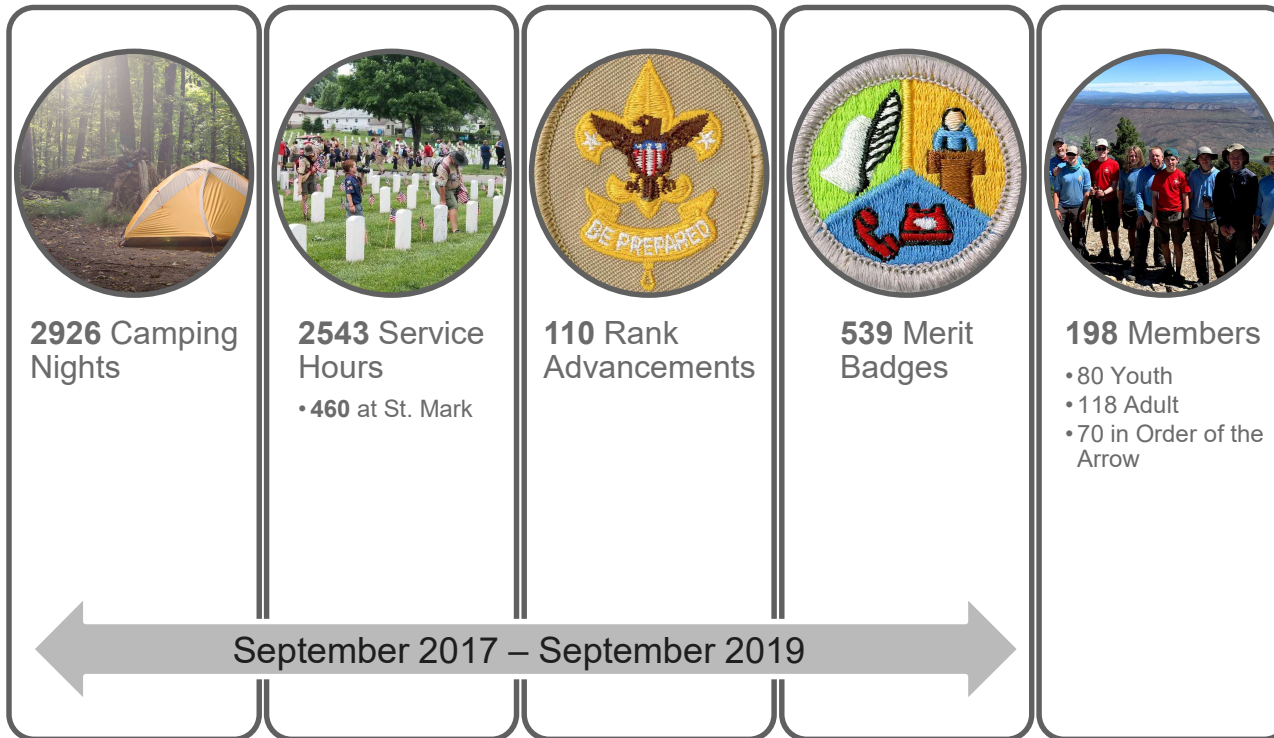 BE PREPARED
2926 Camping
Nights
2543 Service
Hours
• 460 at St. Mark
110 Rank
Advancements
539 Merit
Badges
198 Members
• 80 Youth
• 118 Adult
• 70 in Order of the
Arrow
September 2017 – September 2019